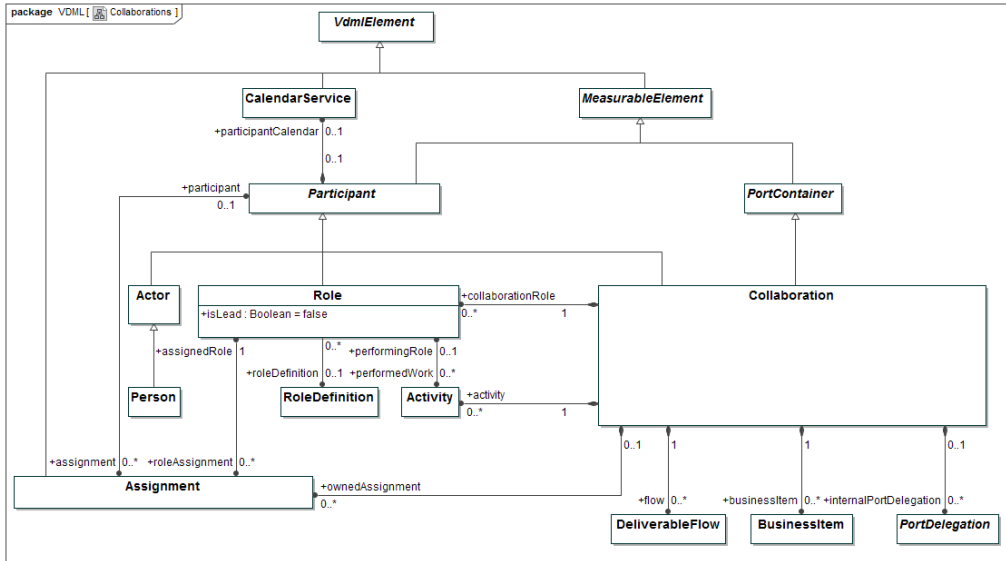 package VDML [ Collaborations ]
VdmlElement
CalendarService
MeasurableElement
+participantCalendar 0..1
0..1
+participant
0..1
Participant
PortContainer
Actor
Role
+isLead : Boolean = false
+collaborationRole
0..*
1
Collaboration
+assignedRole 1
0..*
+performingRole 0..1
+roleDefinition 0..1
+performedWork 0..*
Person
RoleDefinition
Activity
+activity
0..*
1
0..1
1
1
0..1
+assignment 0..*
+roleAssignment 0..*
Assignment
+ownedAssignment
0..*
+flow 0..*
+businessItem 0..*
+internalPortDelegation 0..*
DeliverableFlow
BusinessItem
PortDelegation